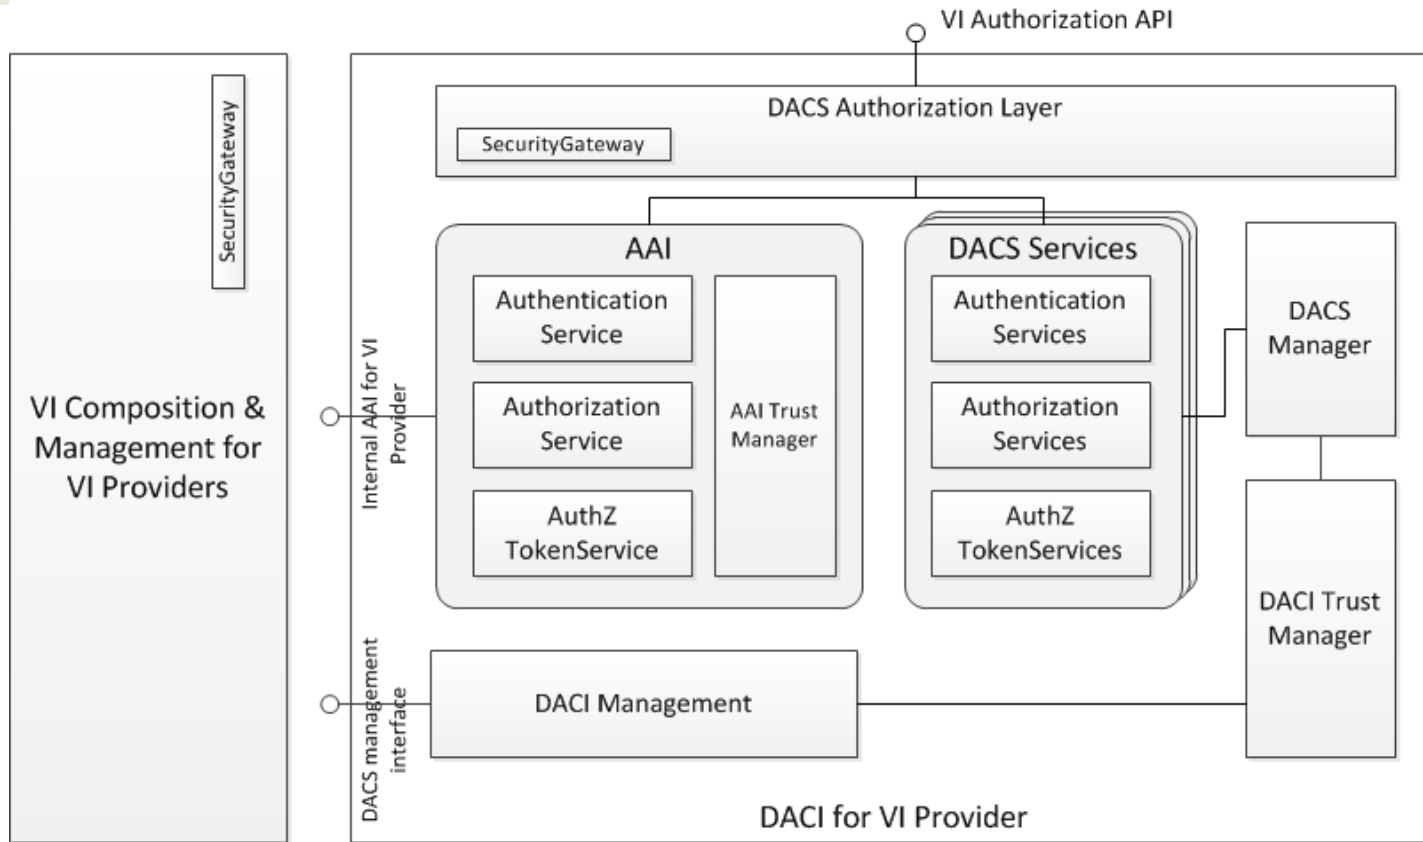 VI Authorization API
DACS Authorization Layer
SecurityGateway
SecurityGateway
VI Composition &
Management for
VI Providers
Internal AAI for VI
Provider
DACS management
interface
AAI
Authentication
Service
Authorization
Service
AuthZ
TokenService
AAI Trust
Manager
DACS Services
Authentication
Services
Authorization
Services
AuthZ
TokenServices
DACS
Manager
DACI Trust
Manager
DACI Management
DACI for VI Provider